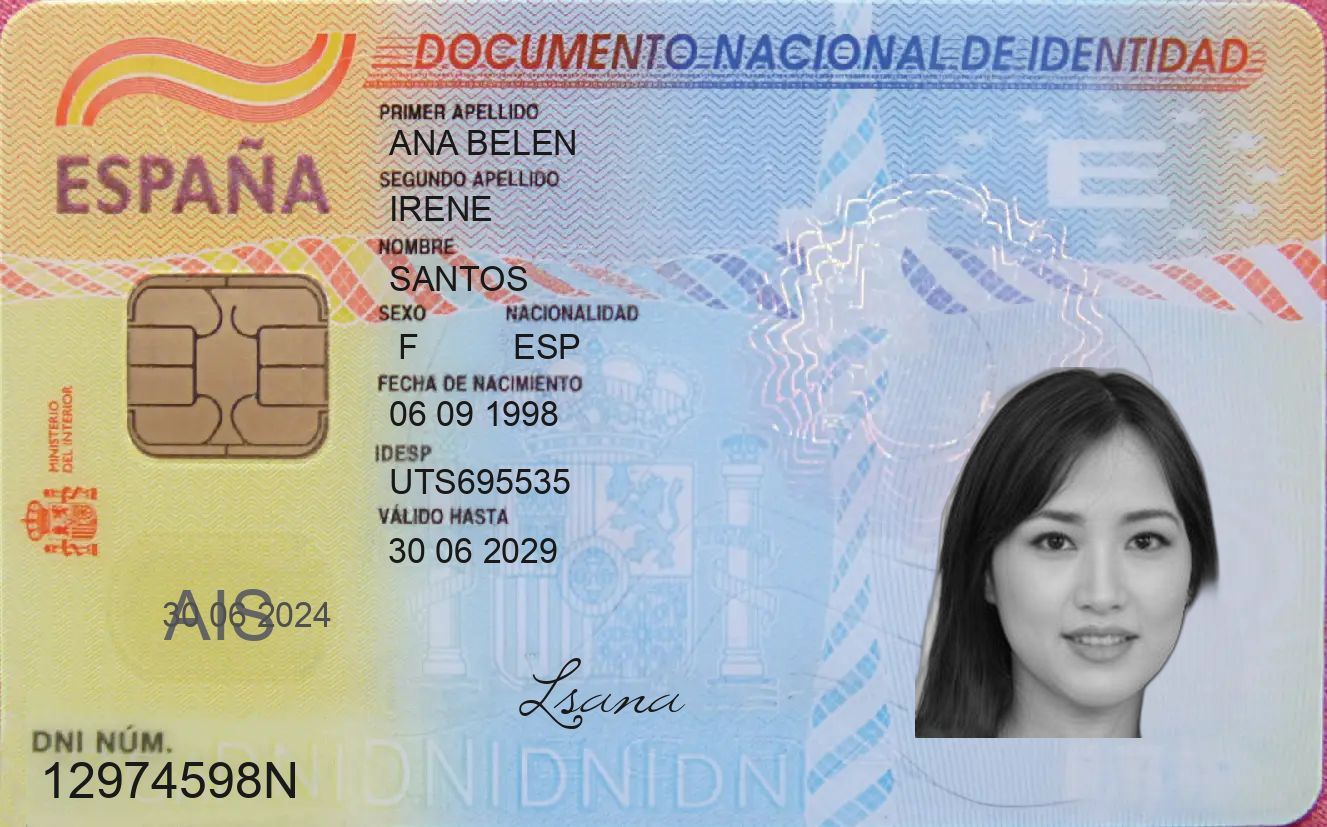 DOCUMENTO NACIONAL DE IDENTIDAD
ESPAÑA
PRIMER APELLIDO
ANA BELEN
SEGUNDO APELLIDO
IRENE
NOMBRE
SANTOS
SEXO NACIONALIDAD
F ESP
FECHA DE NACIMIENTO
06 09 1998
IDESP
UTS695535
VÁLIDO HASTA
30 06 2029
MINISTERIO
DEL INTERIOR
AIS
30 06 2024
Lsana
DNI NÚM.
12974598N
E
DNIDNIDNIDNI